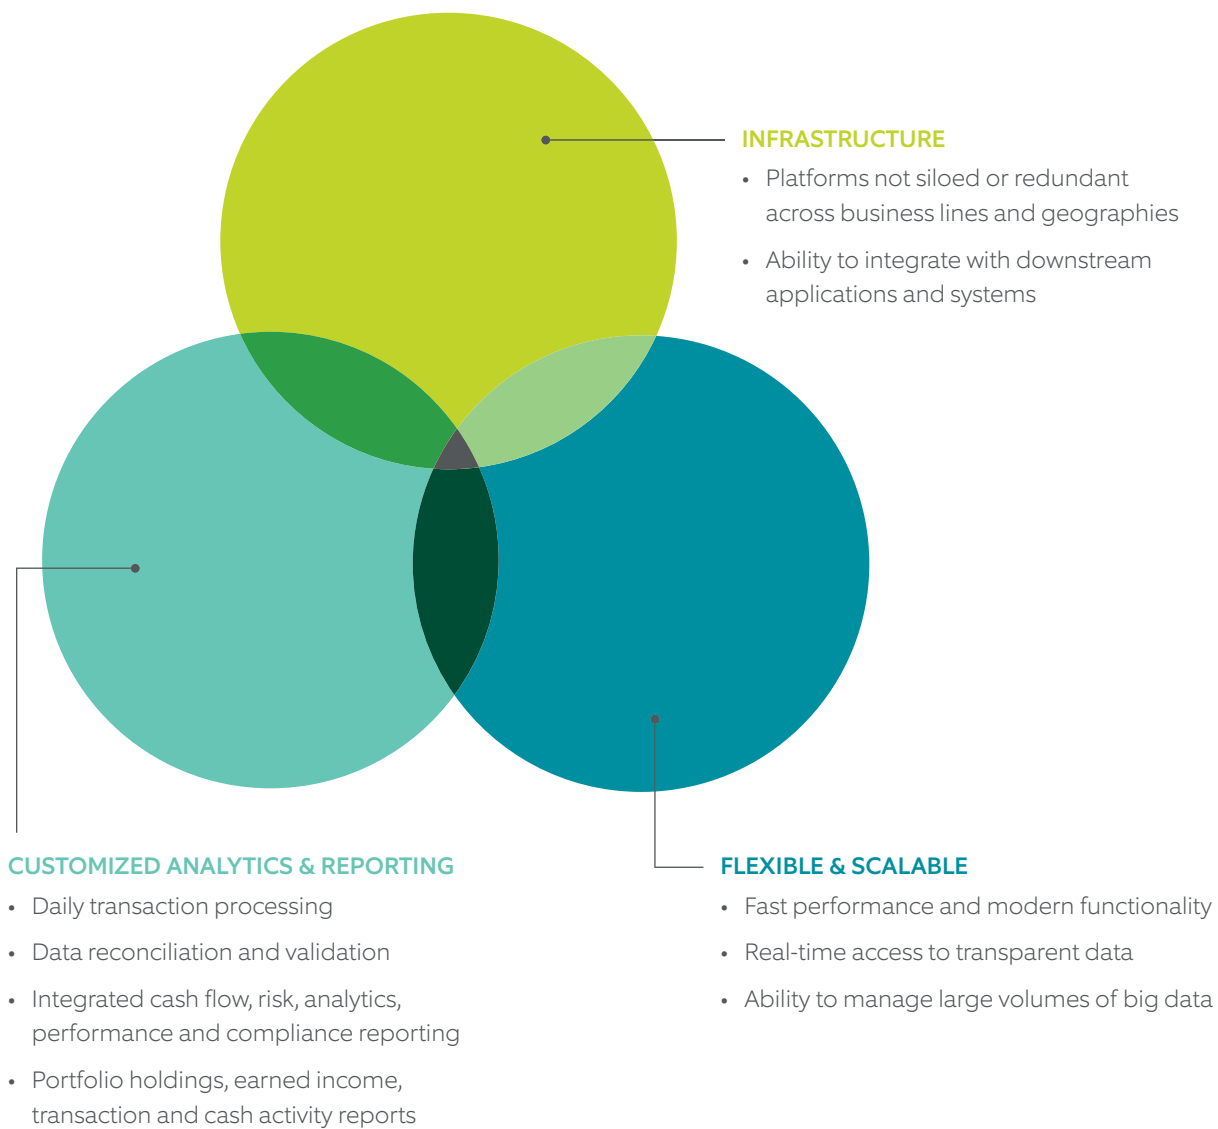 INFRASTRUCTURE
• Platforms not siloed or redundant
across business lines and geographies
• Ability to integrate with downstream
applications and systems
CUSTOMIZED ANALYTICS & REPORTING
• Daily transaction processing
• Data reconciliation and validation
• Integrated cash flow, risk, analytics,
performance and compliance reporting
• Portfolio holdings, earned income,
transaction and cash activity reports
FLEXIBLE & SCALABLE
• Fast performance and modern functionality
• Real-time access to transparent data
• Ability to manage large volumes of big data